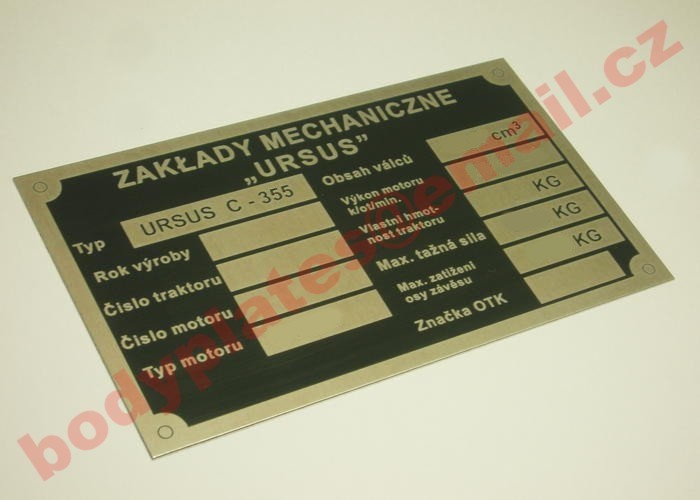 ZAKŁADY MECHANICZNE
„URSUS”
Typ URSUS C - 355
Rok výroby
Číslo traktoru
Číslo motoru
Typ motoru
Obsah válců cm³
Výkon motoru
k/ot/min.
Vlastní hmot-
nost traktoru KG
Max. tažná síla KG
Max. zatížení
osy závěsu KG
Značka OTK
bodyplates@email.cz